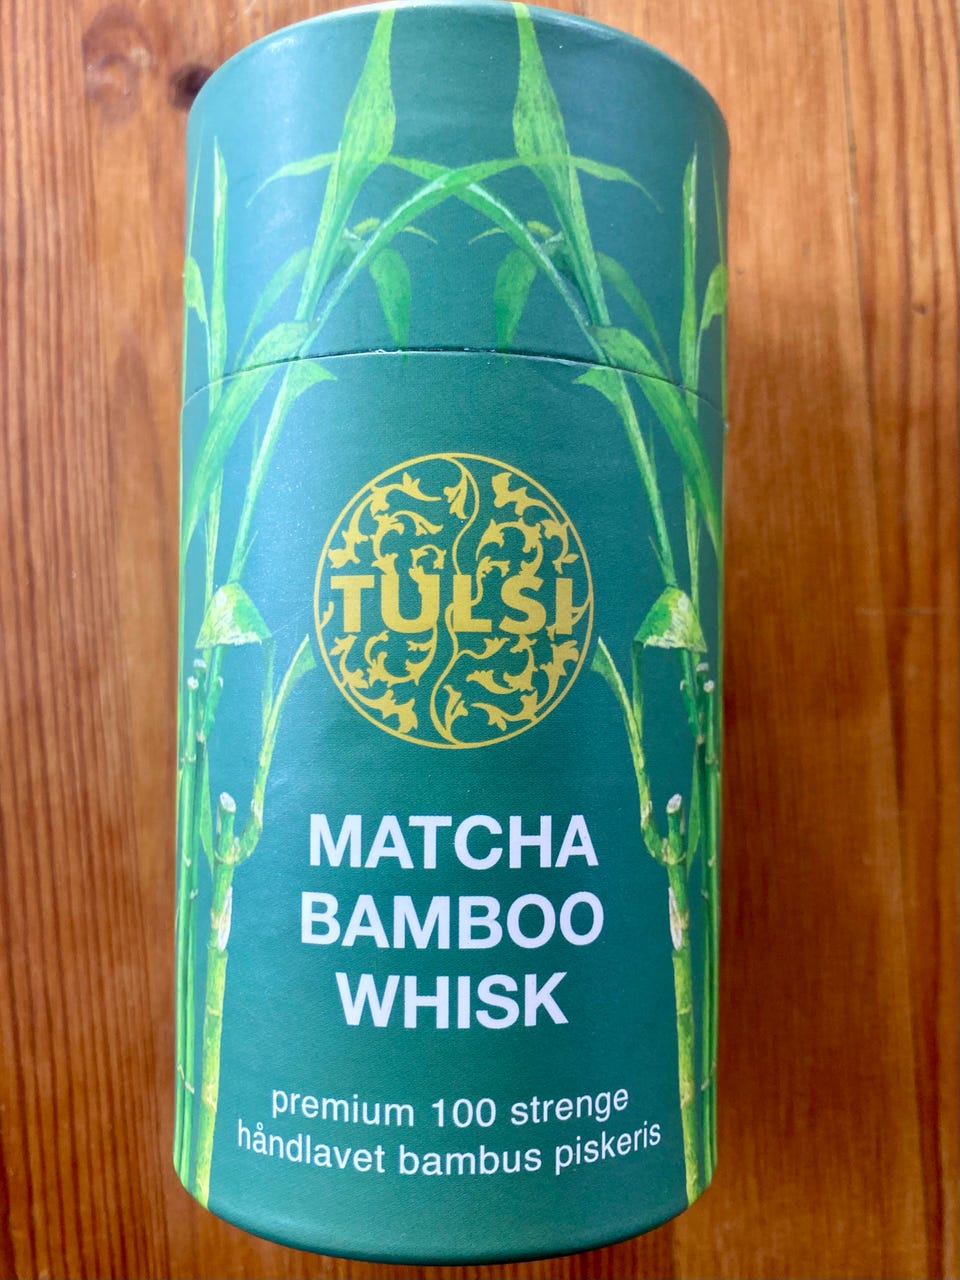 TULSI
MATCHA
BAMBOO
WHISK
premium 100 strenge
håndlavet bambus piskeris